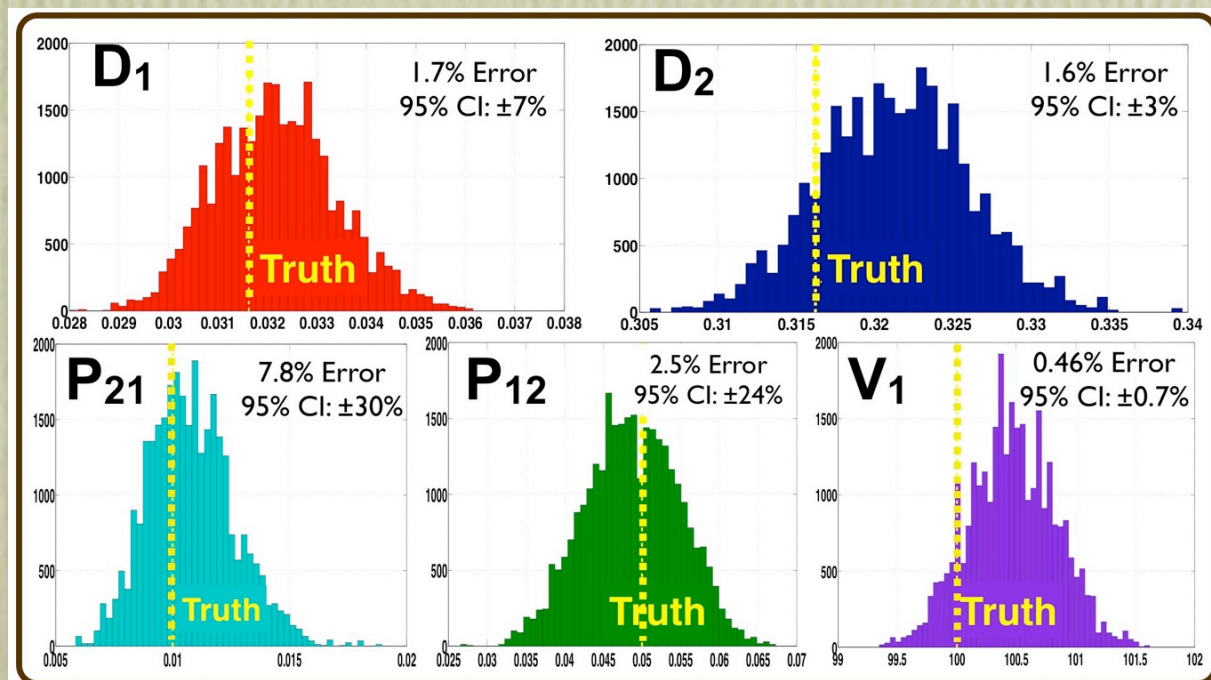 D1
1.7% Error
95% CI: ±7%
Truth
2000
1500
1000
500
0
0.028 0.029 0.03 0.031 0.032 0.033 0.034 0.035 0.036 0.037 0.038
D2
1.6% Error
95% CI: ±3%
Truth
2000
1500
1000
500
0
0.305 0.31 0.315 0.32 0.325 0.33 0.335 0.34
P21
7.8% Error
95% CI: ±30%
Truth
2000
1500
1000
500
0
0.005 0.01 0.015 0.02
P12
2.5% Error
95% CI: ±24%
Truth
2000
1500
1000
500
0
0.025 0.03 0.035 0.04 0.045 0.05 0.055 0.06 0.065 0.07
V1
0.46% Error
95% CI: ±0.7%
Truth
2000
1500
1000
500
0
99 99.5 100 100.5 101 101.5 102